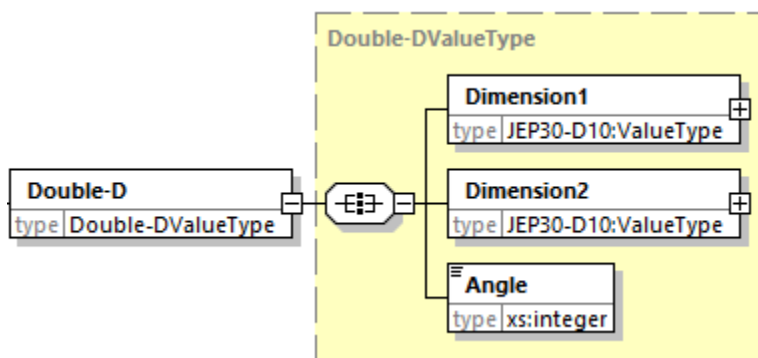 Double-DValueType
Dimension1
type JEP30-D10:ValueType
Double-D
type Double-DValueType
Dimension2
type JEP30-D10:ValueType
Angle
type xs:integer